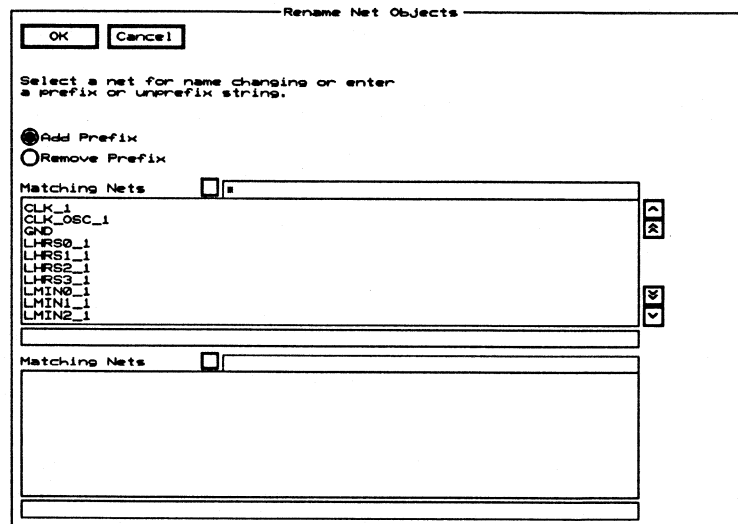 Rename Net Objects
OK Cancel
Select a net for name changing or enter
a prefix or unprefix string.
Add Prefix
Remove Prefix
Matching Nets *
CLK_1
CLK_OSC_1
GND
LHRS0_1
LHRS1_1
LHRS2_1
LHRS3_1
LMIN0_1
LMIN1_1
LMIN2_1
Matching Nets